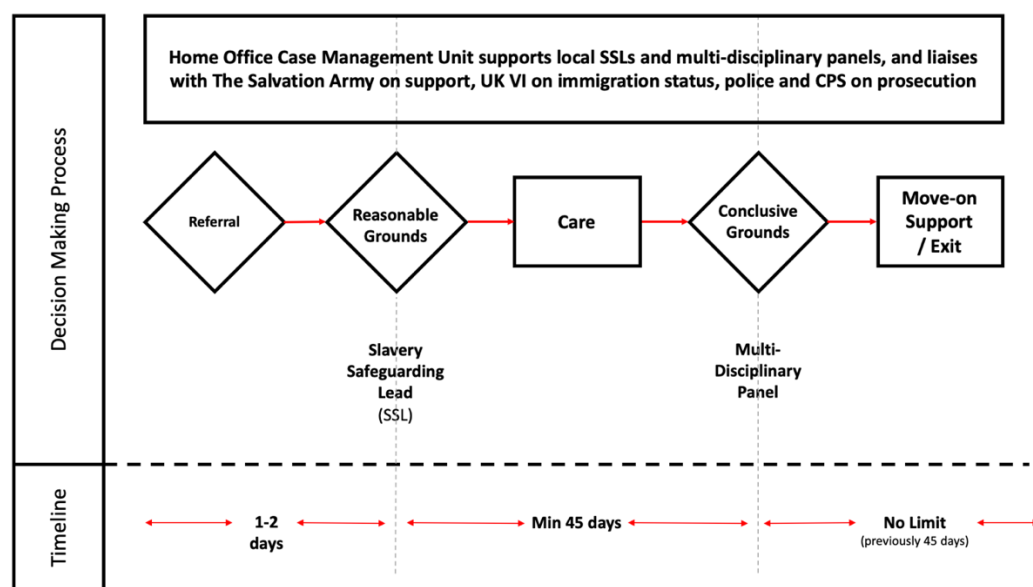 Decision Making Process
Home Office Case Management Unit supports local SSLs and multi-disciplinary panels, and liaises
with The Salvation Army on support, UK VI on immigration status, police and CPS on prosecution
Referral
Reasonable
Grounds
Care
Conclusive
Grounds
Move-on
Support
/ Exit
Slavery
Safeguarding
Lead
(SSL)
Multi-
Disciplinary
Panel
Timeline
1-2
days
Min 45 days
No Limit
(previously 45 days)